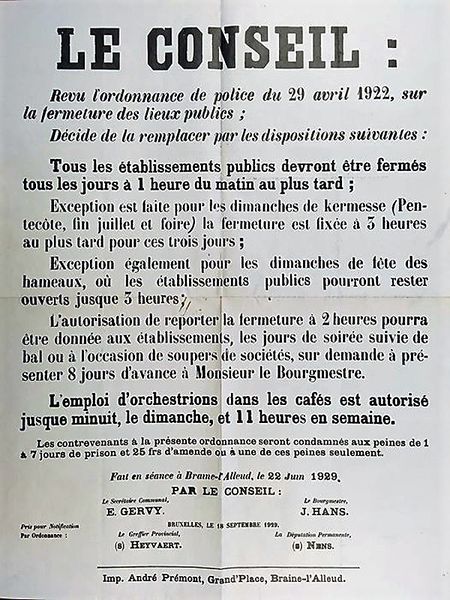 LE CONSEIL :
Revu l'ordonnance de police du 29 avril 1922, sur
la fermeture des lieux publics ;
Décide de la remplacer par les dispositions suivantes :
Tous les établissements publics devront être fermés
tous les jours à 1 heure du matin au plus tard ;
Exception est faite pour les dimanches de kermesse (Pen-
tecôte, fin juillet et foire) la fermeture est fixée à 3 heures
au plus tard pour ces trois jours ;
Exception également pour les dimanches de fête des
hameaux, où les établissements publics pourront rester
ouverts jusque 3 heures ;
L'autorisation de reporter la fermeture à 2 heures pourra
être donnée aux établissements, les jours de soirée suivie de
bal ou à l'occasion de soupers de sociétés, sur demande à pré-
senter 8 jours d'avance à Monsieur le Bourgmestre.
L'emploi d'orchestrions dans les cafés est autorisé
jusque minuit, le dimanche, et 11 heures en semaine.
Les contrevenants à la présente ordonnance seront condamnés aux peines de 1
à 7 jours de prison et 25 frs d'amende ou à une de ces peines seulement.
Fait en séance à Braine-l'Alleud, le 22 Juin 1929,
PAR LE CONSEIL :
Le Secrétaire Communal, Le Bourgmestre,
E. GERVY. J. HANS.
Pris pour Notification BRUXELLES, LE 18 SEPTEMBRE 1929.
Par Ordonnance : Le Greffier Provincial, La Députation Permanente,
(s) HEYVAERT. (s) NENS.
Imp. André Prémont, Grand'Place, Braine-l'Alleud.